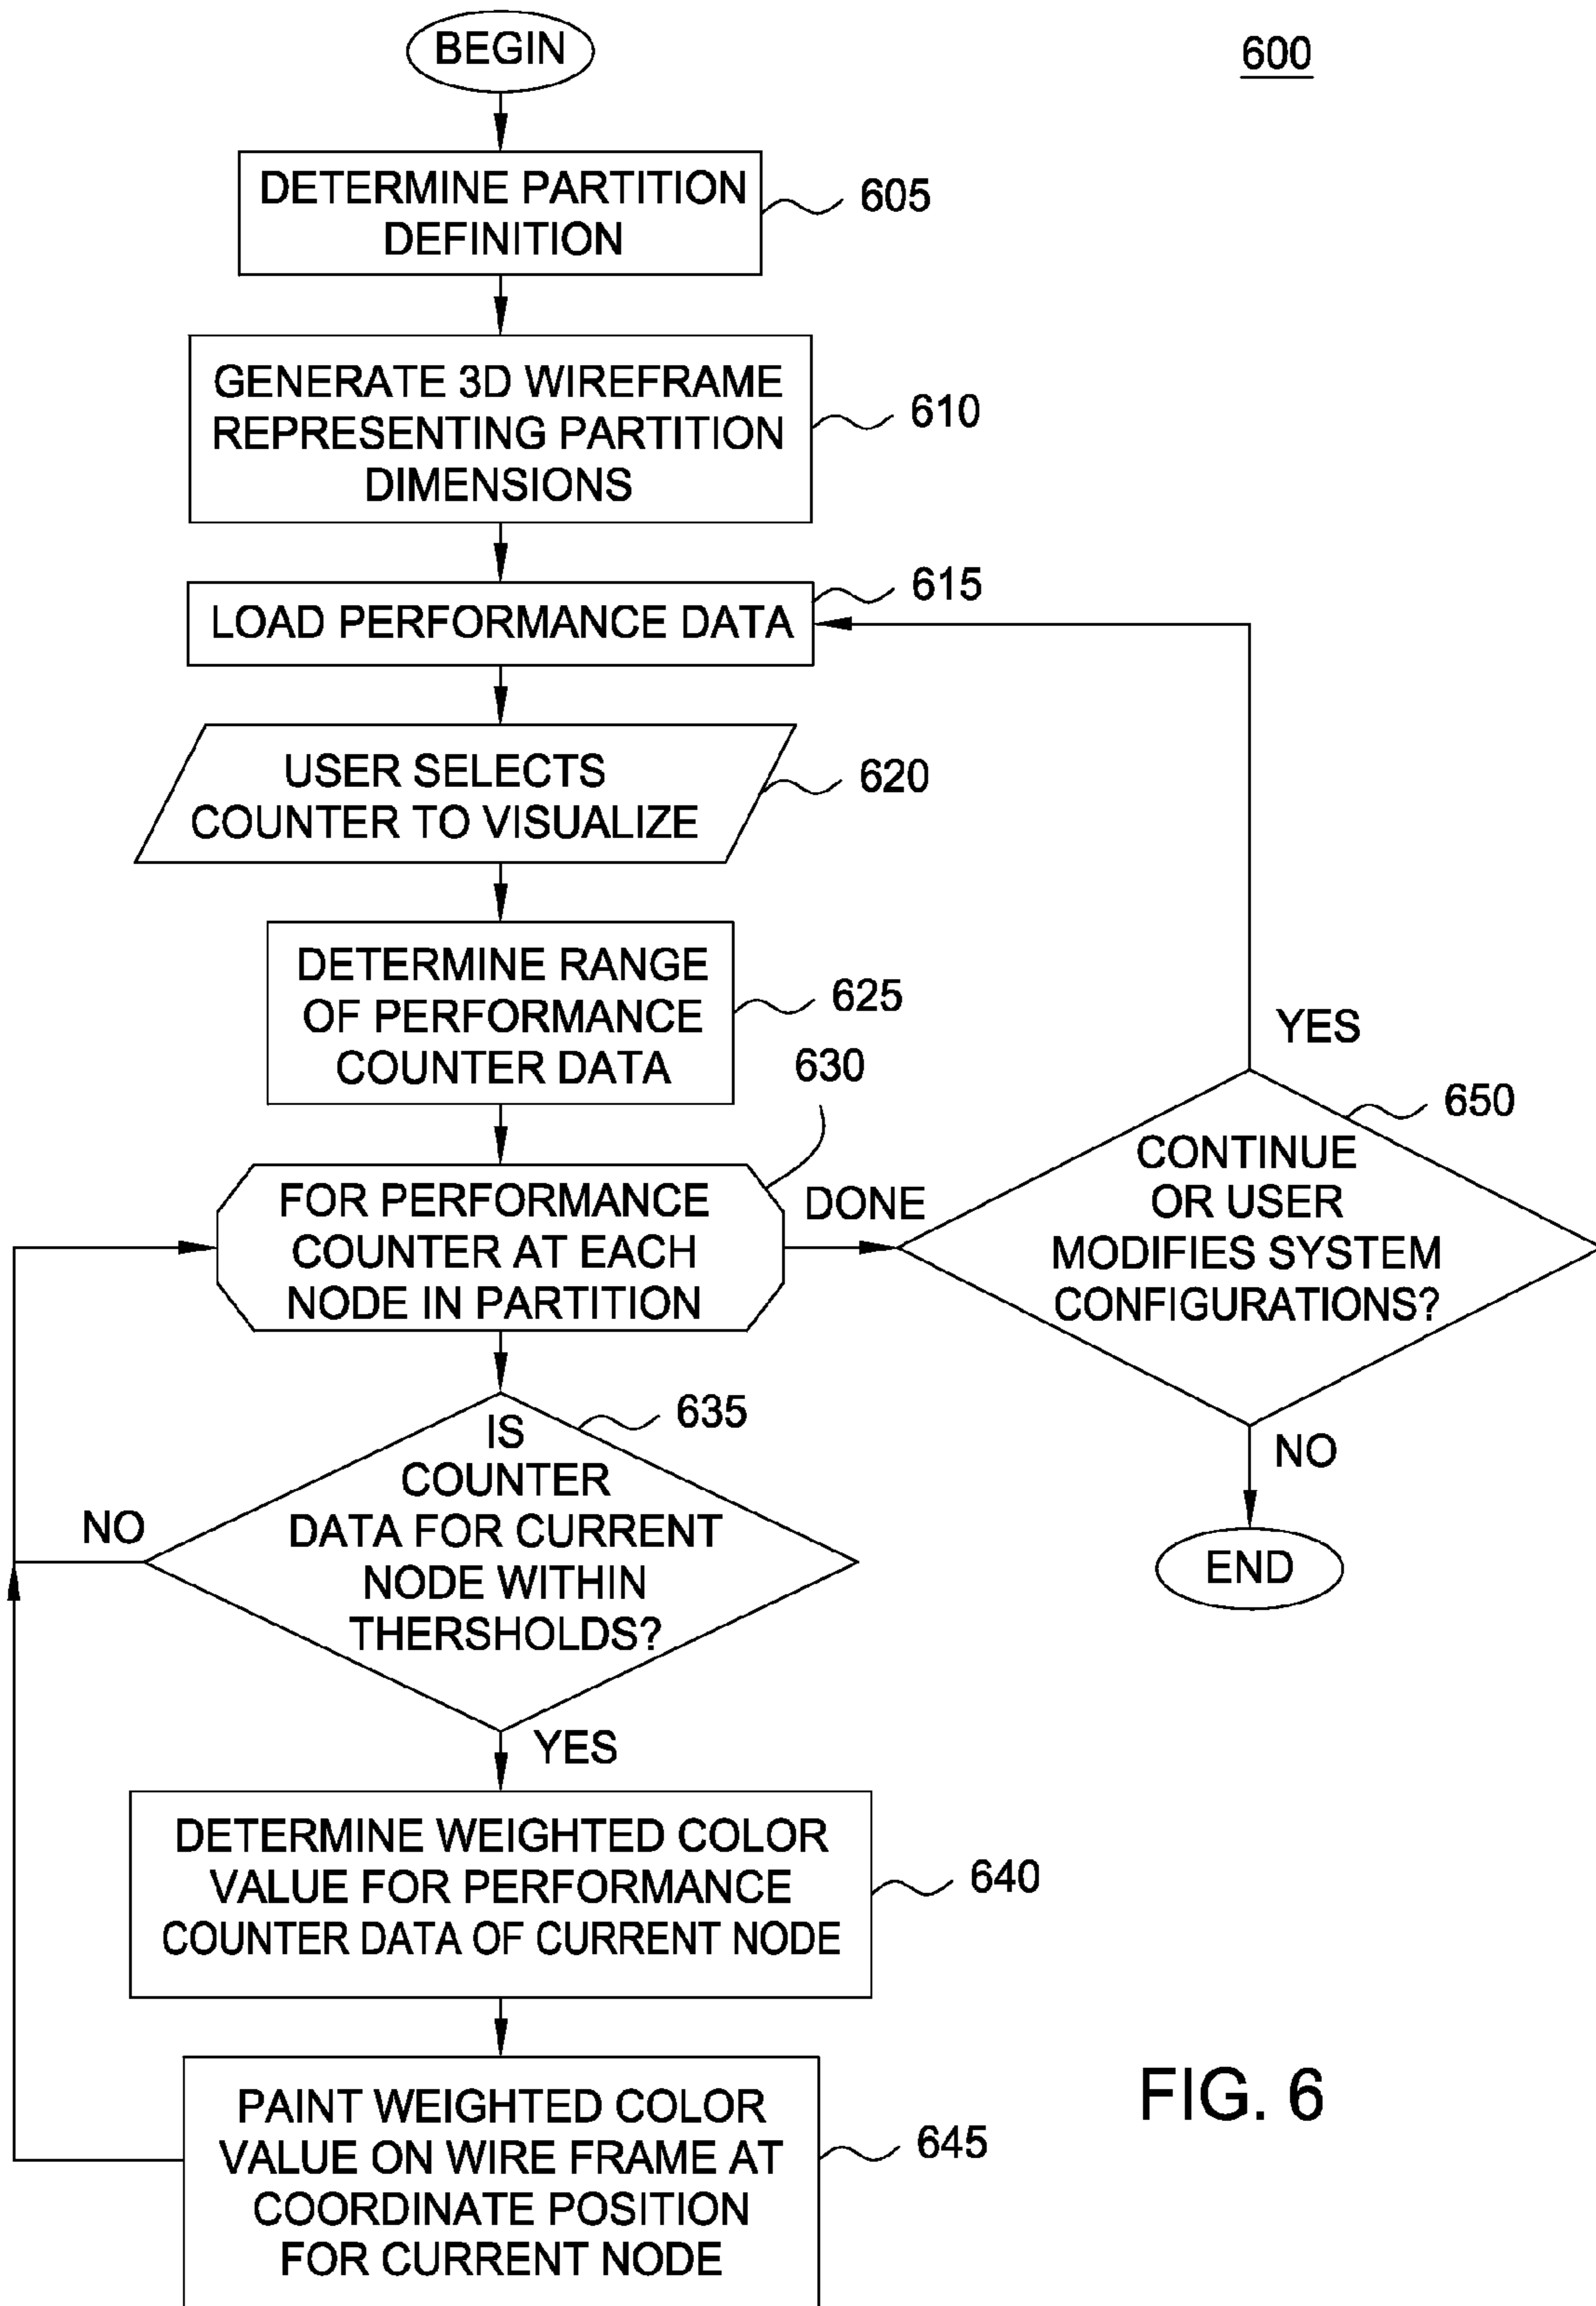 BEGIN
600
DETERMINE PARTITION
DEFINITION
605
GENERATE 3D WIREFRAME
REPRESENTING PARTITION
DIMENSIONS
610
LOAD PERFORMANCE DATA
615
USER SELECTS
COUNTER TO VISUALIZE
620
DETERMINE RANGE
OF PERFORMANCE
COUNTER DATA
625
630
FOR PERFORMANCE
COUNTER AT EACH
NODE IN PARTITION
DONE
YES
650
CONTINUE
OR USER
MODIFIES SYSTEM
CONFIGURATIONS?
NO
END
635
IS
COUNTER
DATA FOR CURRENT
NODE WITHIN
THERSHOLDS?
NO
YES
DETERMINE WEIGHTED COLOR
VALUE FOR PERFORMANCE
COUNTER DATA OF CURRENT NODE
640
PAINT WEIGHTED COLOR
VALUE ON WIRE FRAME AT
COORDINATE POSITION
FOR CURRENT NODE
645
FIG. 6